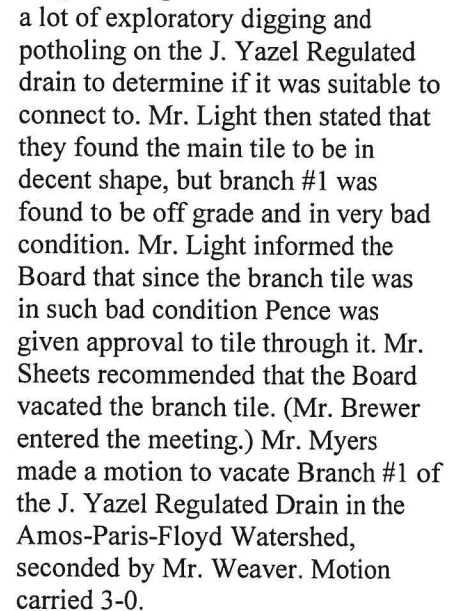 a lot of exploratory digging and
potholing on the J. Yazel Regulated
drain to determine if it was suitable to
connect to. Mr. Light then stated that
they found the main tile to be in
decent shape, but branch #1 was
found to be off grade and in very bad
condition. Mr. Light informed the
Board that since the branch tile was
in such bad condition Pence was
given approval to tile through it. Mr.
Sheets recommended that the Board
vacated the branch tile. (Mr. Brewer
entered the meeting.) Mr. Myers
made a motion to vacate Branch #1 of
the J. Yazel Regulated Drain in the
Amos-Paris-Floyd Watershed,
seconded by Mr. Weaver. Motion
carried 3-0.